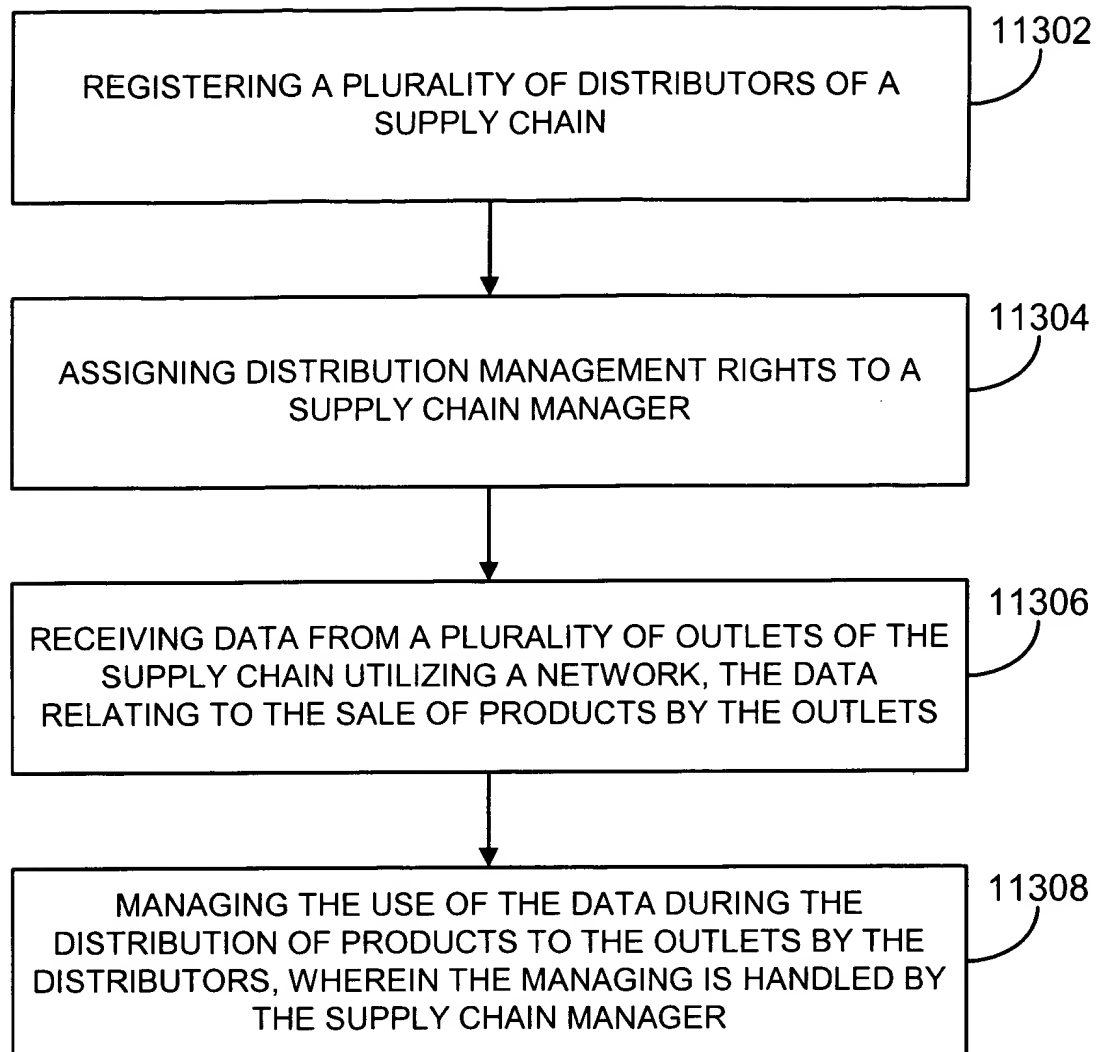 11302
REGISTERING A PLURALITY OF DISTRIBUTORS OF A
SUPPLY CHAIN
11304
ASSIGNING DISTRIBUTION MANAGEMENT RIGHTS TO A
SUPPLY CHAIN MANAGER
11306
RECEIVING DATA FROM A PLURALITY OF OUTLETS OF THE
SUPPLY CHAIN UTILIZING A NETWORK, THE DATA
RELATING TO THE SALE OF PRODUCTS BY THE OUTLETS
11308
MANAGING THE USE OF THE DATA DURING THE
DISTRIBUTION OF PRODUCTS TO THE OUTLETS BY THE
DISTRIBUTORS, WHEREIN THE MANAGING IS HANDLED BY
THE SUPPLY CHAIN MANAGER